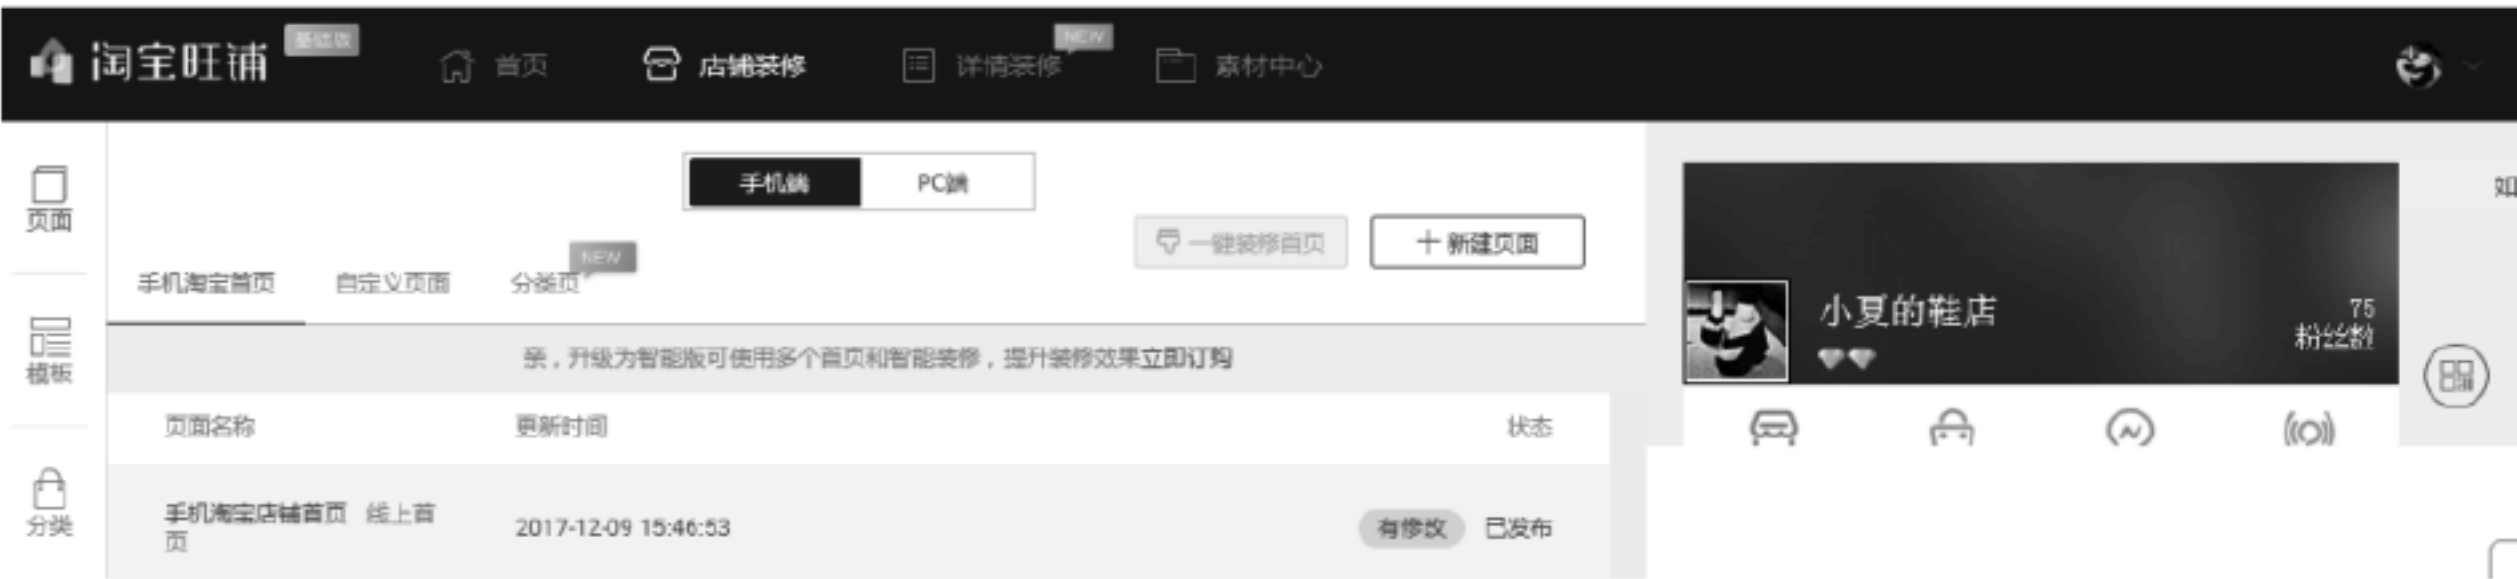 淘宝旺铺 基础版 首页 店铺装修 详情装修 NEW 素材中心
手机端 PC端
页面
一键装修首页 新建页面
手机淘宝首页 自定义页面 分类页 NEW
如
小夏的鞋店
75
粉丝数
模板
亲，升级为智能版可使用多个首页和智能装修，提升装修效果立即订购
页面名称 更新时间 状态
分类
手机淘宝店铺首页 线上首
页
2017-12-09 15:46:53 有修改 已发布